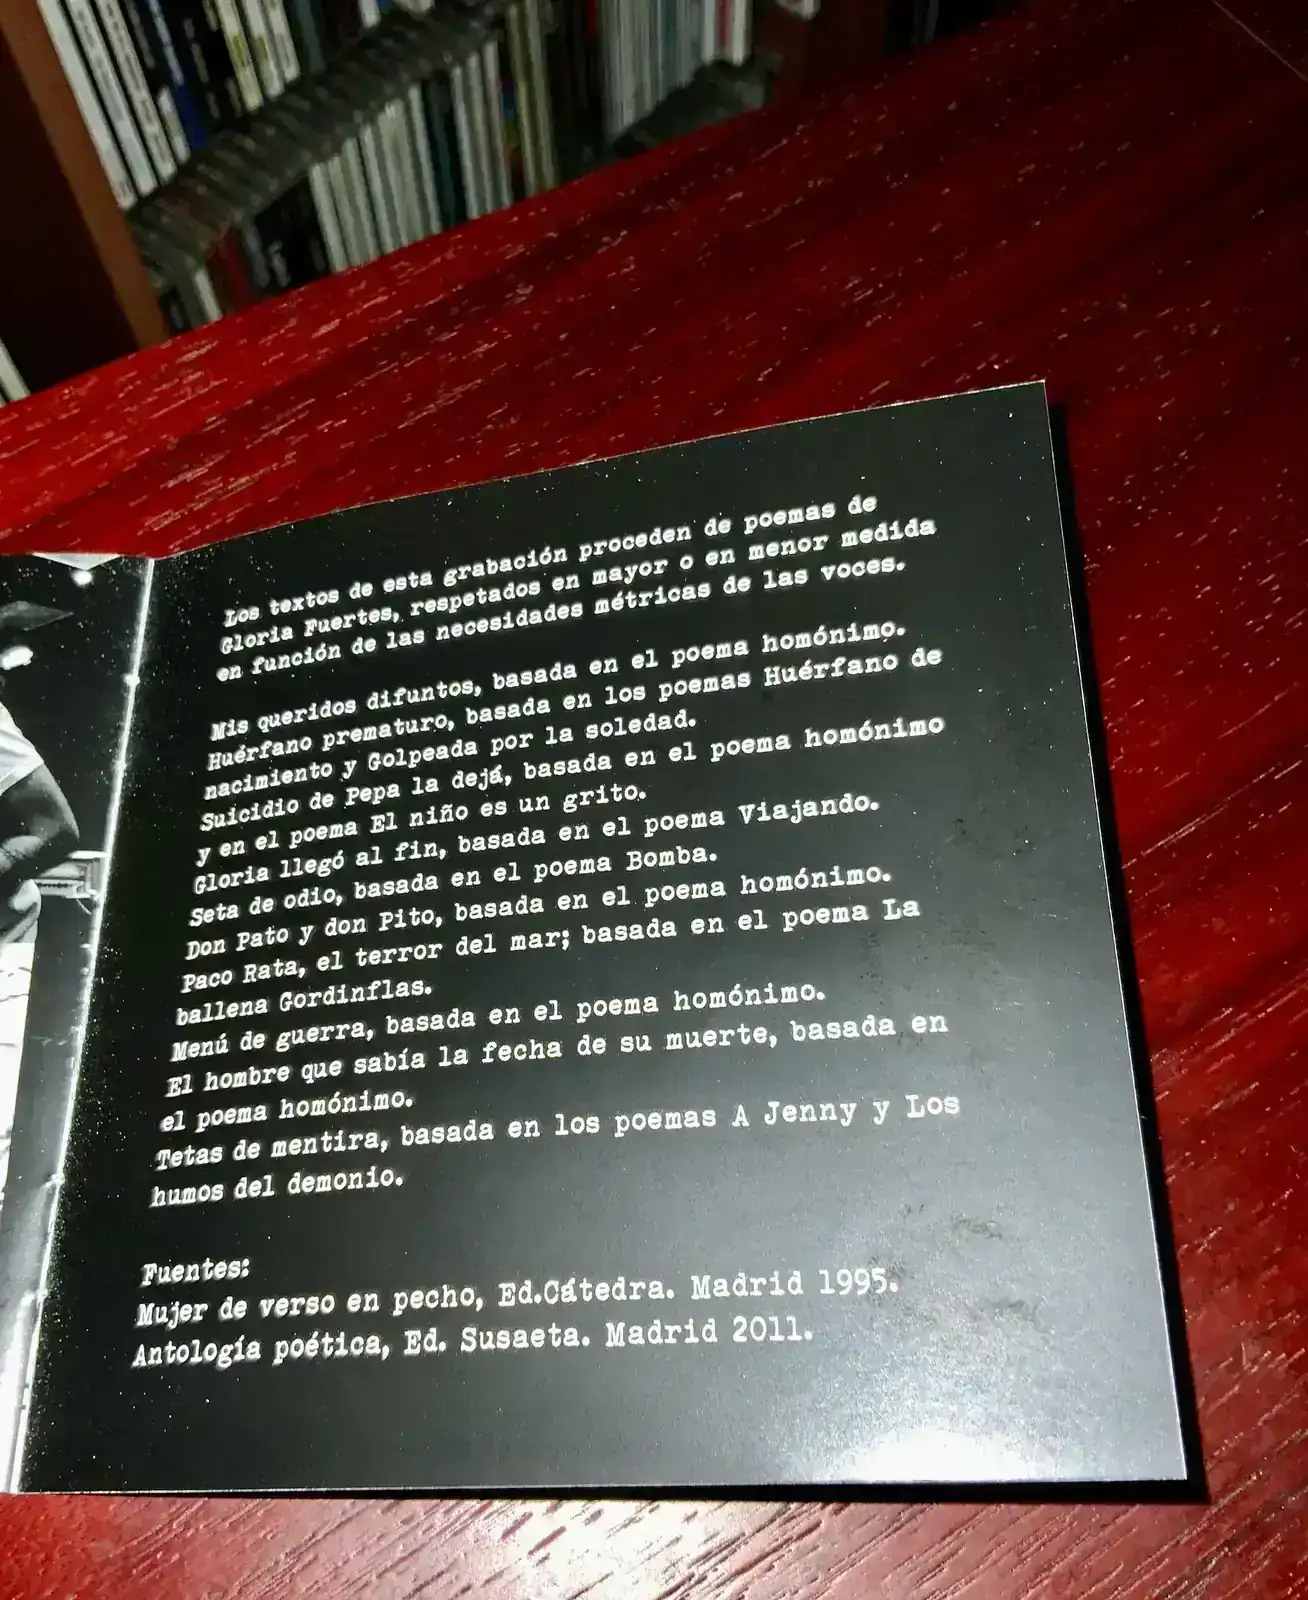 Los textos de esta grabación proceden de poemas de
Gloria Fuertes, respetados en mayor o en menor medida
en función de las necesidades métricas de las voces.
Mis queridos difuntos, basada en el poema homónimo.
Huérfano prematuro, basada en los poemas Huérfano de
nacimiento y Golpeada por la soledad.
Suicidio de Pepa la dejá, basada en el poema homónimo
y en el poema El niño es un grito.
Gloria llegó al fin, basada en el poema Viajando.
Seta de odio, basada en el poema Bomba.
Don Pato y don Pito, basada en el poema homónimo.
Paco Rata, el terror del mar; basada en el poema La
ballena Gordinflas.
Menú de guerra, basada en el poema homónimo.
El hombre que sabía la fecha de su muerte, basada en
el poema homónimo.
Tetas de mentira, basada en los poemas A Jenny y Los
humos del demonio.
Fuentes:
Mujer de verso en pecho, Ed.Cátedra. Madrid 1995.
Antología poética, Ed. Susaeta. Madrid 2011.